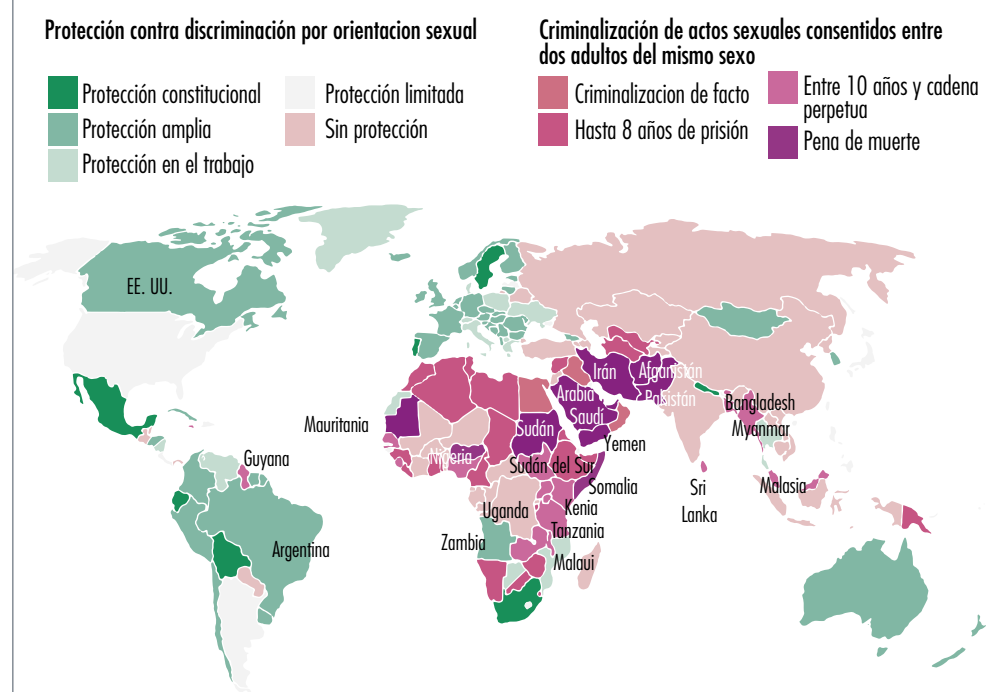 Protección contra discriminación por orientacion sexual
Protección constitucional
Protección amplia
Protección en el trabajo
Protección limitada
Sin protección
Criminalización de actos sexuales consentidos entre
dos adultos del mismo sexo
Criminalizacion de facto
Hasta 8 años de prisión
Entre 10 años y cadena
perpetua
Pena de muerte
EE. UU.
Irán
Afganistán
Arabia
Saudí
Pakistán
Bangladesh
Myanmar
Mauritania
Sudán
Yemen
Guyana
Nigeria
Sudán del Sur
Somalia
Sri
Lanka
Malasia
Uganda
Kenia
Tanzania
Zambia
Malaui
Argentina